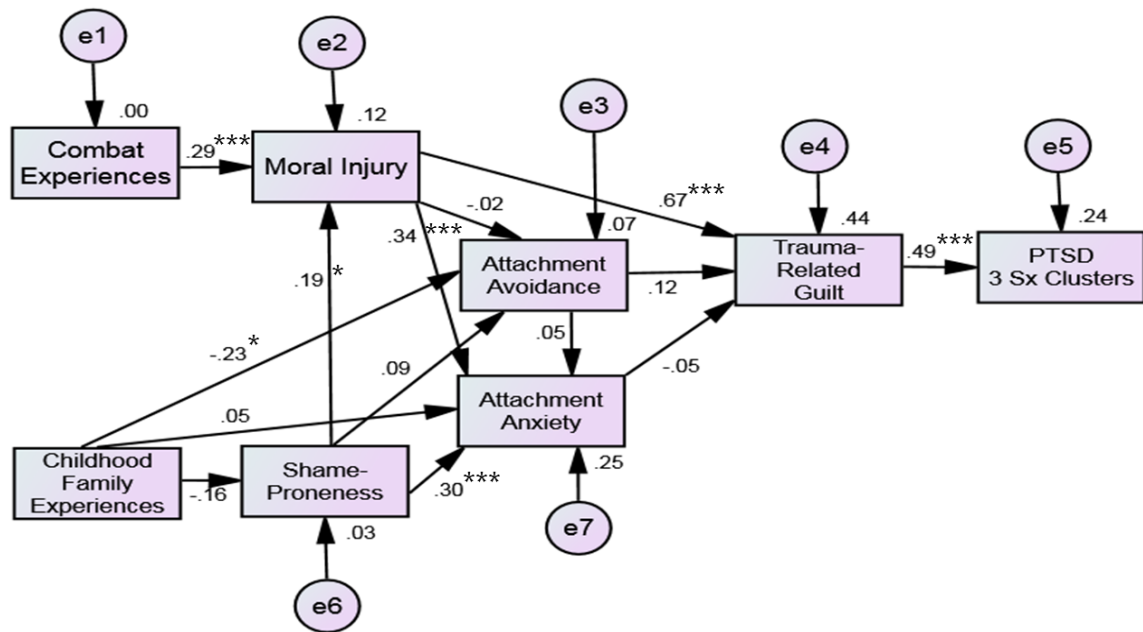 e1
e2
e3
e4
e5
.00
.12
.07
.44
.24
Combat
Experiences
.29***
Moral Injury
-.02
.67***
.34***
Attachment
Avoidance
.12
Trauma-
Related
Guilt
.49***
PTSD
3 Sx Clusters
.19*
-.23*
.09
.05
-.05
.05
Attachment
Anxiety
Childhood
Family
Experiences
-.16
Shame-
Proneness
.30***
.25
.03
e7
e6